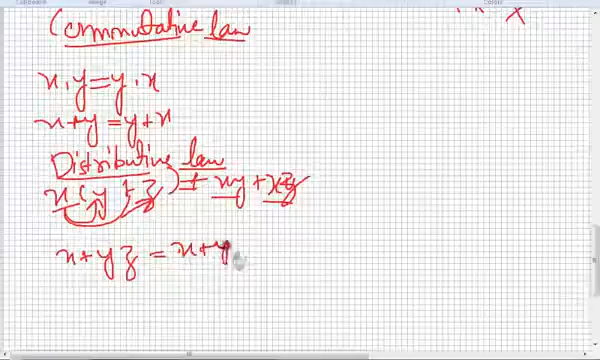 Commutative law
x.y=y.x
x+y=y+x
Distributive law
x(y+z)= xy+xz
x+yz=x+y